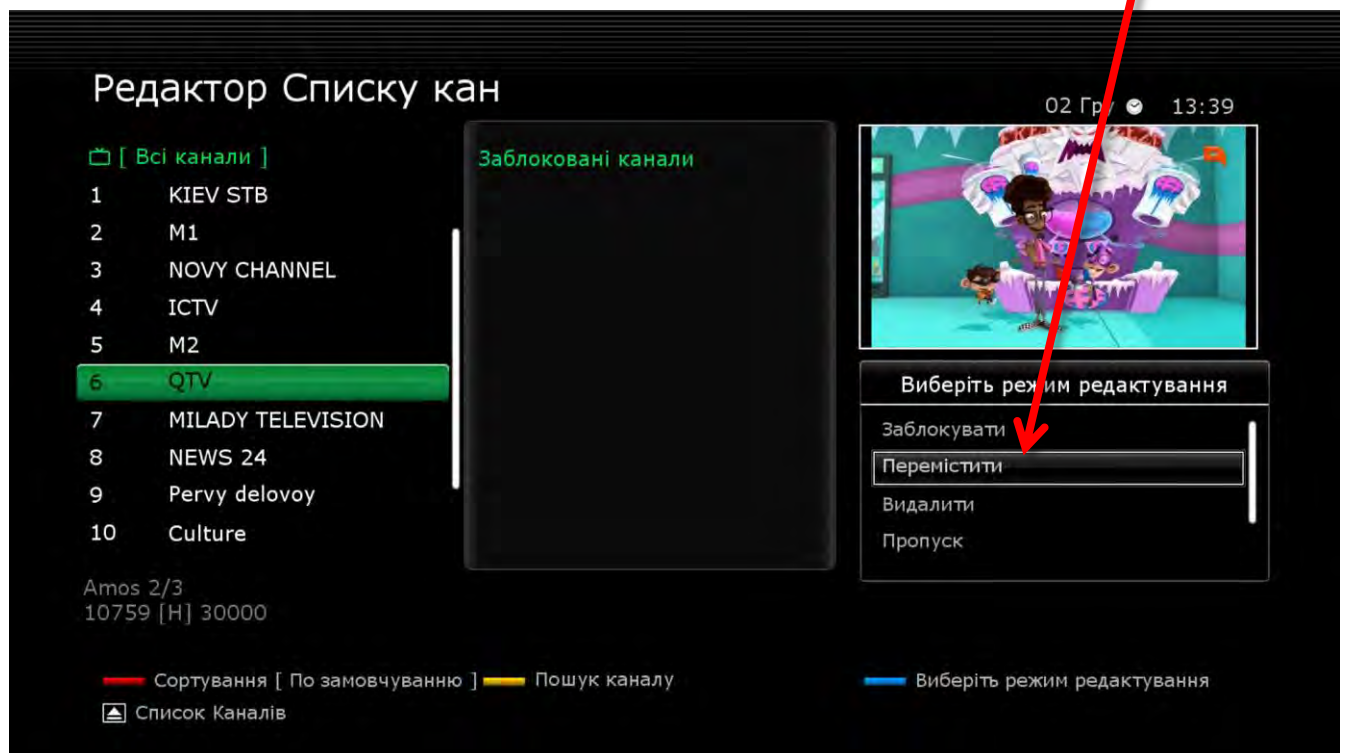 Редактор Списку кан
02 Гру 13:39
[ Всі канали ]
1 KIEV STB
2 M1
3 NOVY CHANNEL
4 ICTV
5 M2
6 QTV
7 MILADY TELEVISION
8 NEWS 24
9 Pervy delovoy
10 Culture
Amos 2/3
10759 [H] 30000
Заблоковані канали
Виберіть режим редактування
Заблокувати
Перемістити
Видалити
Пропуск
Сортування [ По замовчуванню ] Пошук каналу Виберіть режим редактування
Список Каналів